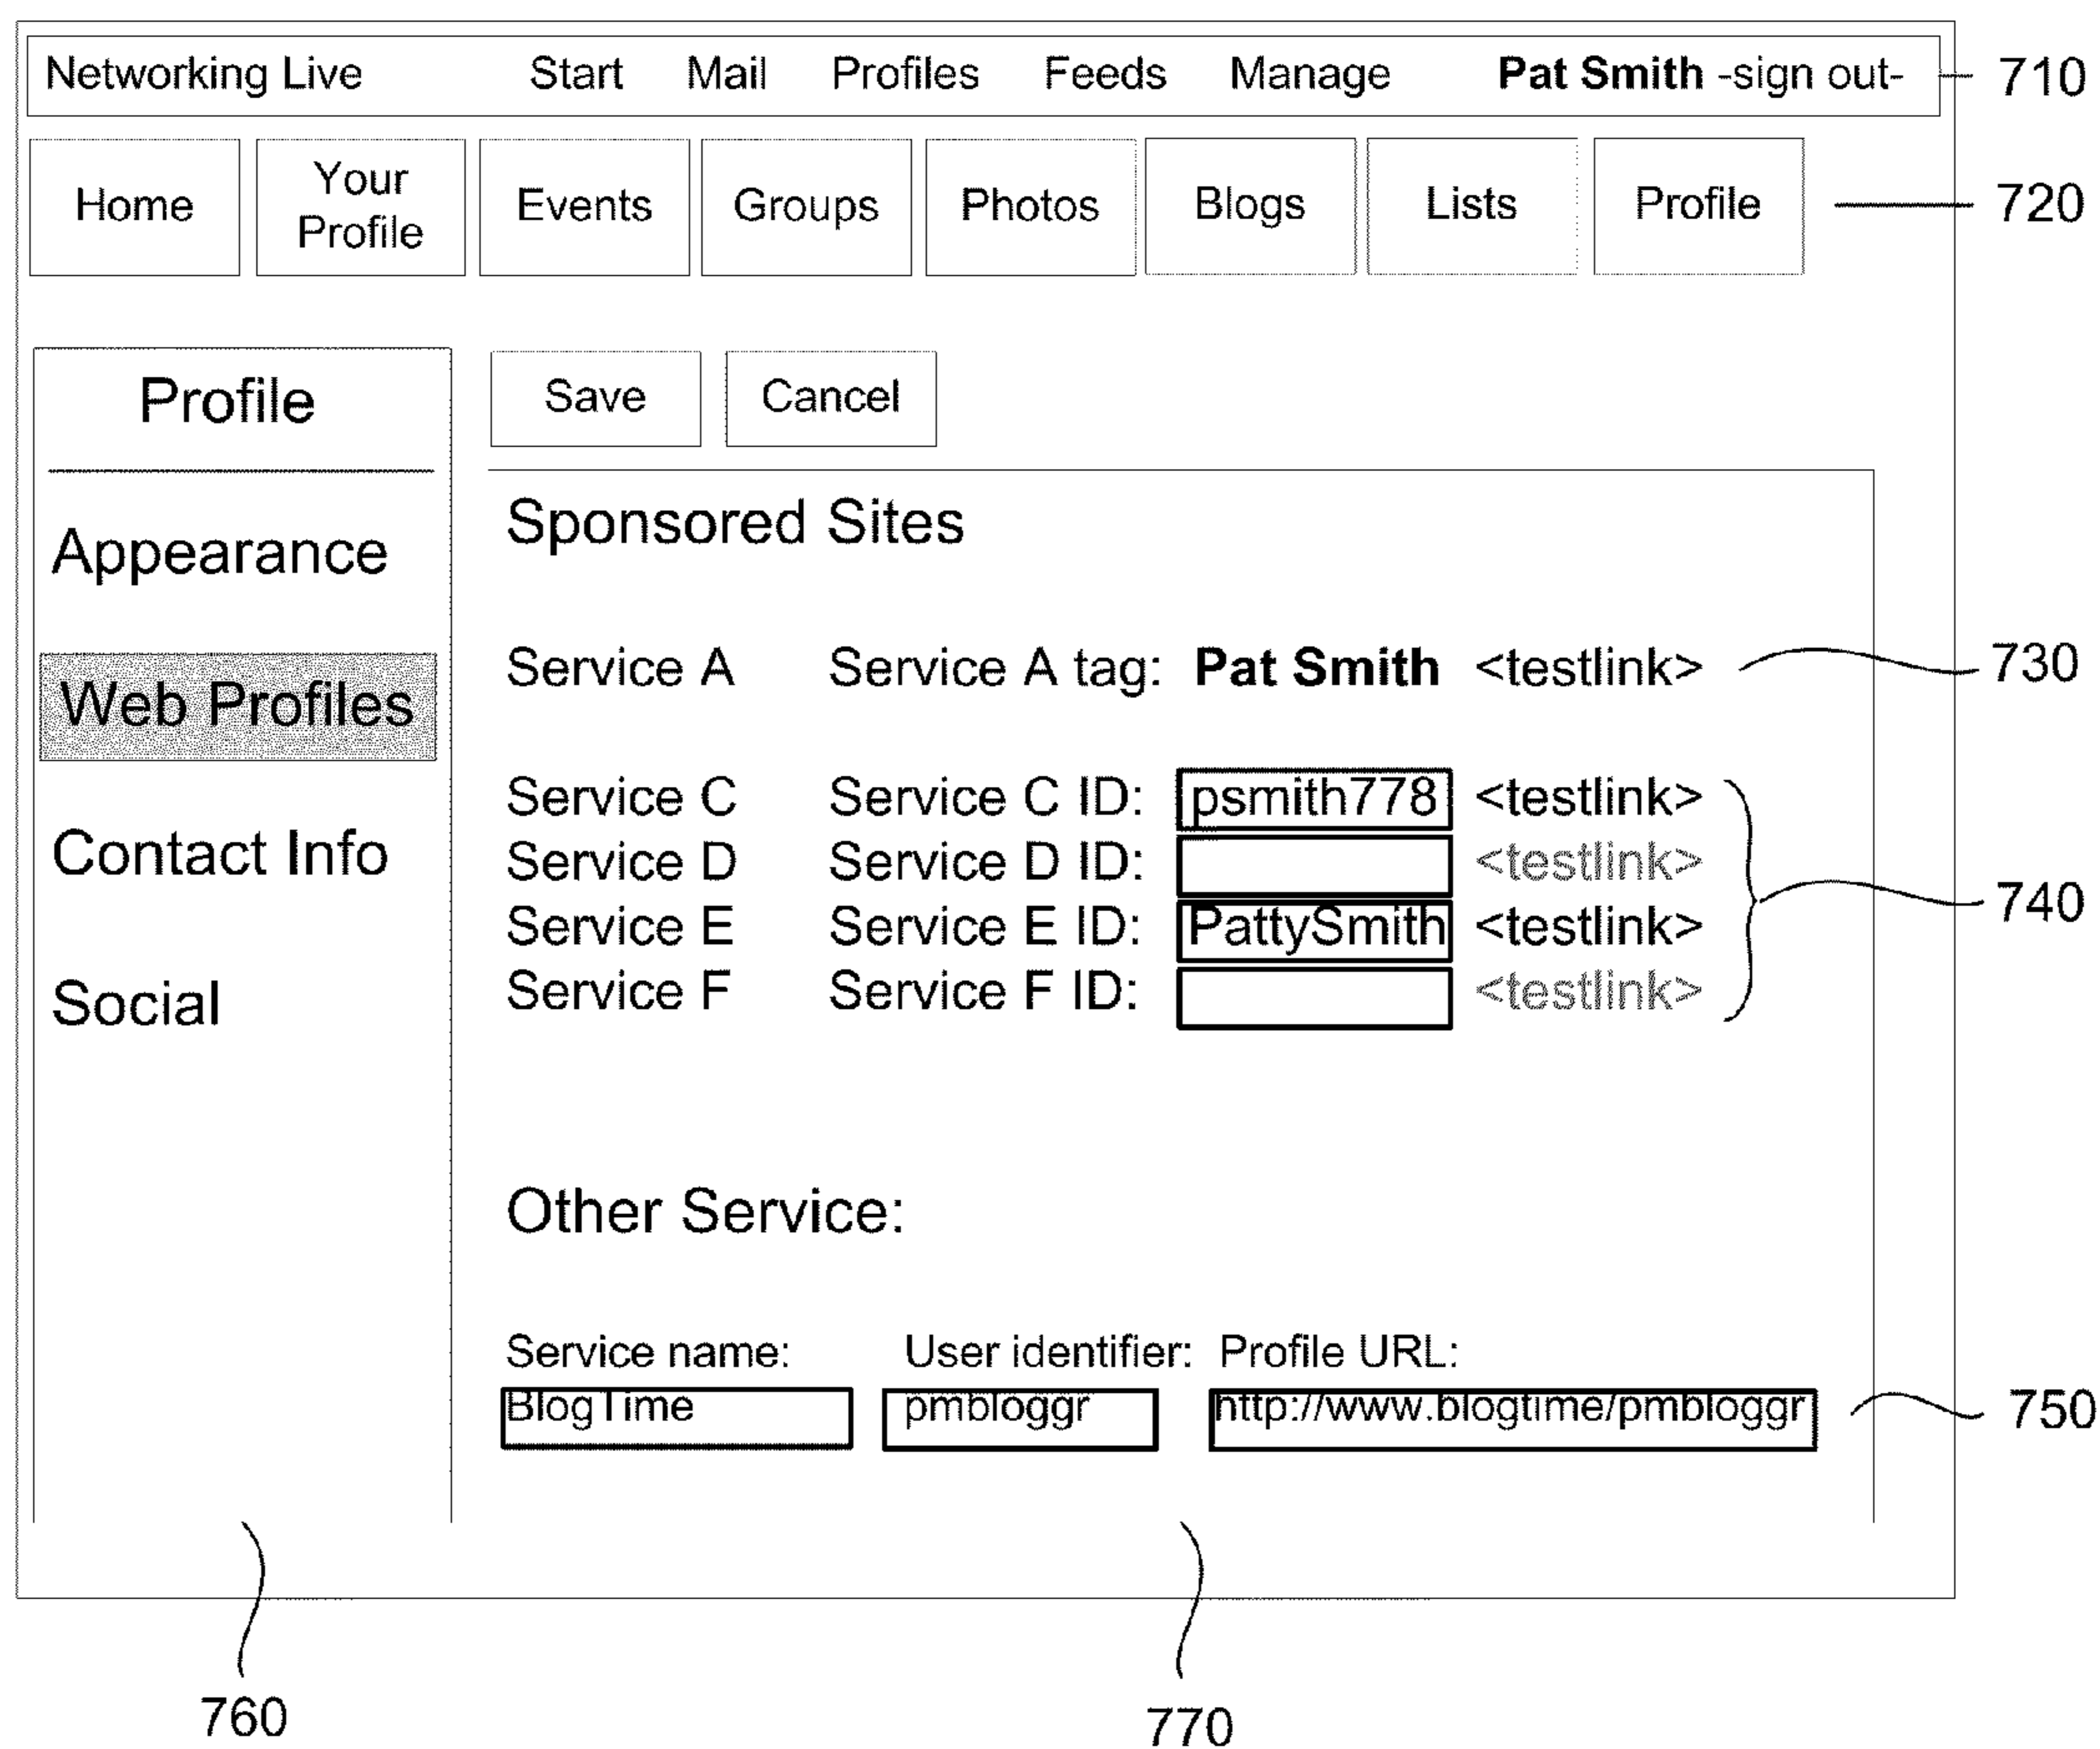 Networking Live Start Mail Profiles Feeds Manage Pat Smith -sign out- 710
Home Your Profile Events Groups Photos Blogs Lists Profile 720
Profile
Appearance
Web Profiles
Contact Info
Social
Save Cancel
Sponsored Sites
Service A Service A tag: Pat Smith <testlink> 730
Service C Service C ID: psmith778 <testlink>
Service D Service D ID: <testlink>
740
Service E Service E ID: PattySmith <testlink>
Service F Service F ID: <testlink>
Other Service:
Service name: User identifier: Profile URL:
BlogTime pmbloggr http://www.blogtime/pmbloggr 750
760 770